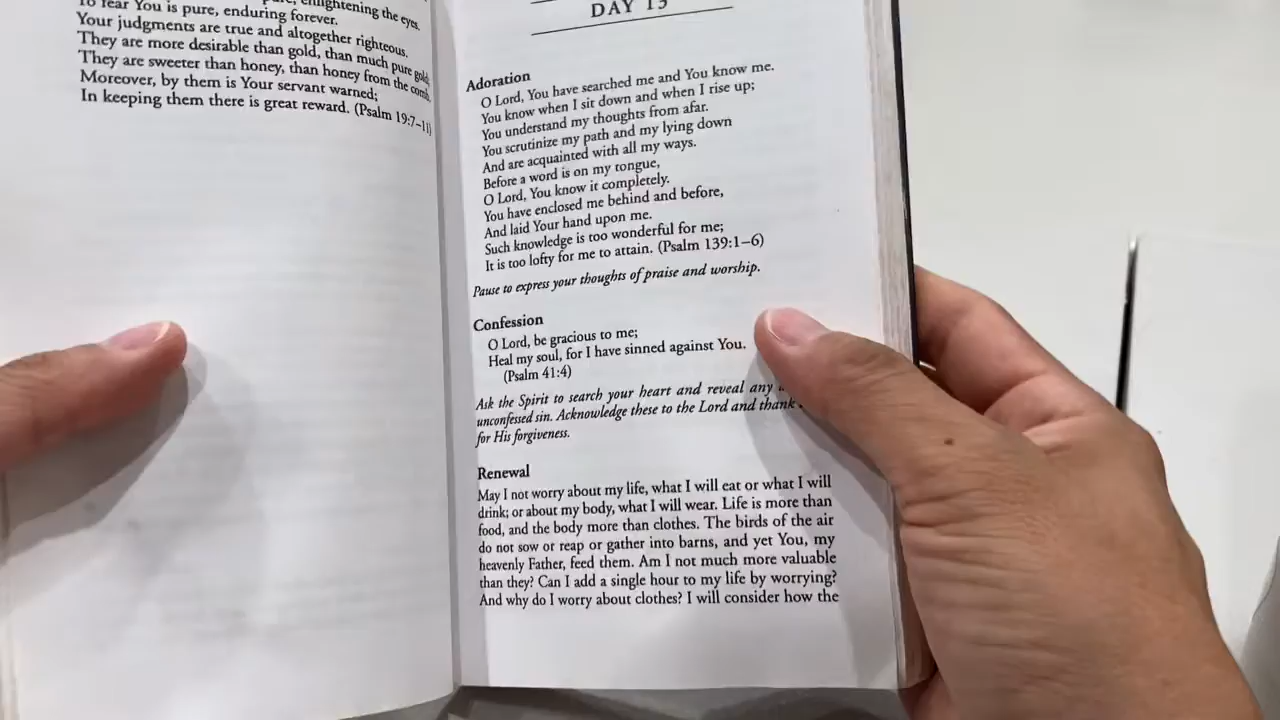 To fear You is pure, enduring forever.
Your judgments are true and altogether righteous.
They are more desirable than gold, than much pure gold;
They are sweeter than honey, than honey from the comb.
Moreover, by them is Your servant warned;
In keeping them there is great reward. (Psalm 19:7–11)
DAY 15
Adoration
O Lord, You have searched me and You know me.
You know when I sit down and when I rise up;
You understand my thoughts from afar.
You scrutinize my path and my lying down
And are acquainted with all my ways.
Before a word is on my tongue,
O Lord, You know it completely.
You have enclosed me behind and before,
And laid Your hand upon me.
Such knowledge is too wonderful for me;
It is too lofty for me to attain. (Psalm 139:1–6)
Pause to express your thoughts of praise and worship.
Confession
O Lord, be gracious to me;
Heal my soul, for I have sinned against You.
(Psalm 41:4)
Ask the Spirit to search your heart and reveal any
unconfessed sin. Acknowledge these to the Lord and thank
for His forgiveness.
Renewal
May I not worry about my life, what I will eat or what I will
drink; or about my body, what I will wear. Life is more than
food, and the body more than clothes. The birds of the air
do not sow or reap or gather into barns, and yet You, my
heavenly Father, feed them. Am I not much more valuable
than they? Can I add a single hour to my life by worrying?
And why do I worry about clothes? I will consider how the